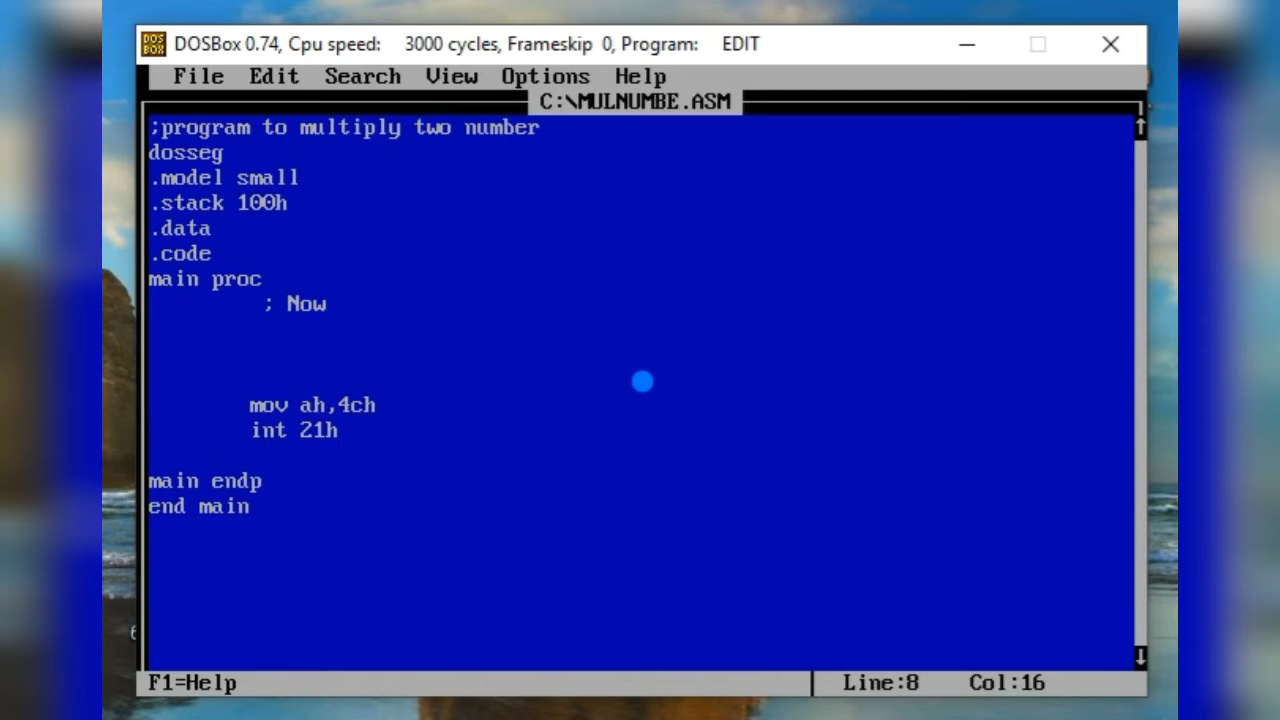 DOS
BOX
DOSBox 0.74, Cpu speed: 3000 cycles, Frameskip 0, Program: EDIT
File Edit Search View Options Help
C:\MULNUMBE.ASM
;program to multiply two number
dosseg
.model small
.stack 100h
.data
.code
main proc
; Now
mov ah,4ch
int 21h
main endp
end main
F1=Help
Line:8 Col:16